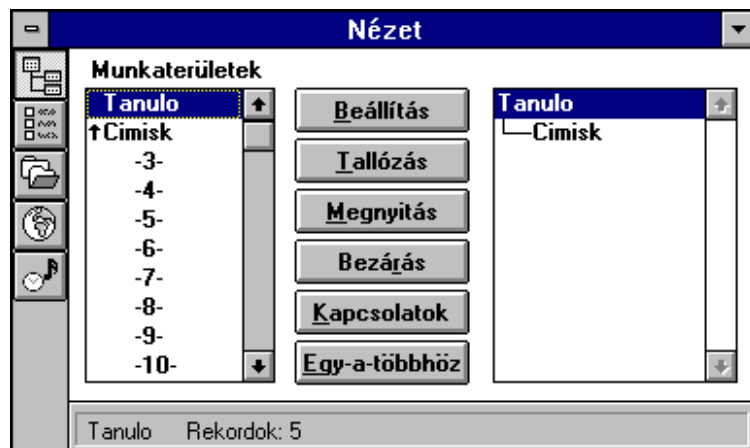 Nézet
Munkaterületek
Tanulo
↑Cimisk
-3-
-4-
-5-
-6-
-7-
-8-
-9-
-10-
Beállítás
Tallózás
Megnyitás
Bezárás
Kapcsolatok
Egy-a-többhöz
Tanulo
Cimisk
Tanulo Rekordok: 5